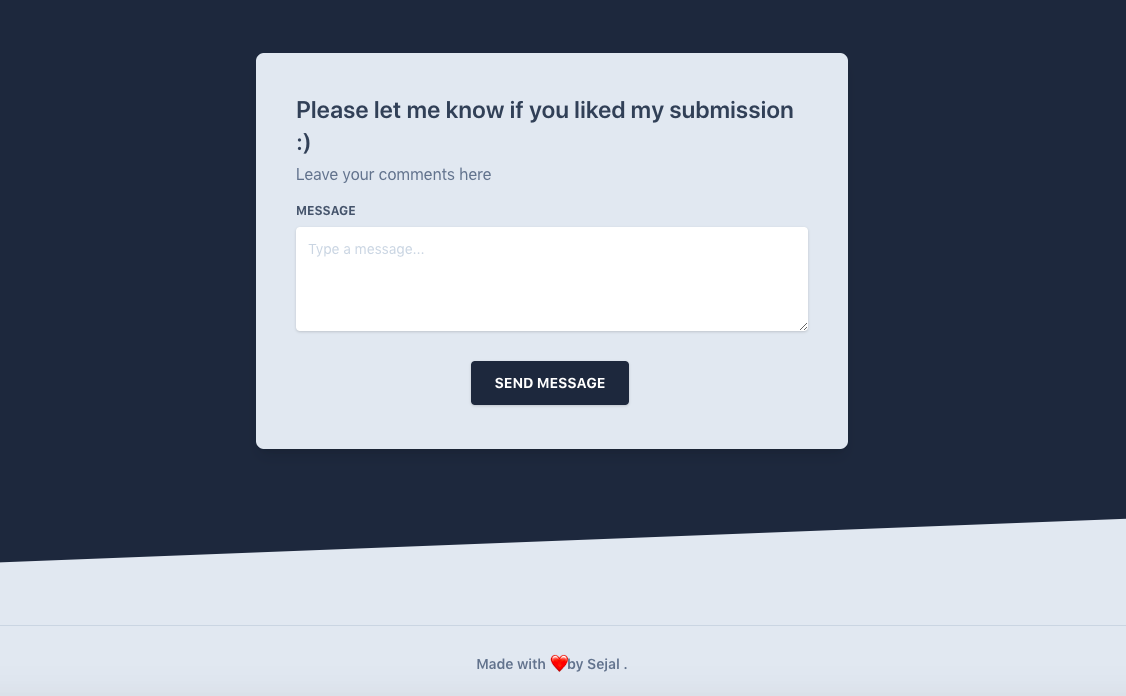 Please let me know if you liked my submission
:)
Leave your comments here
MESSAGE
Type a message...
SEND MESSAGE
Made with ❤️by Sejal .